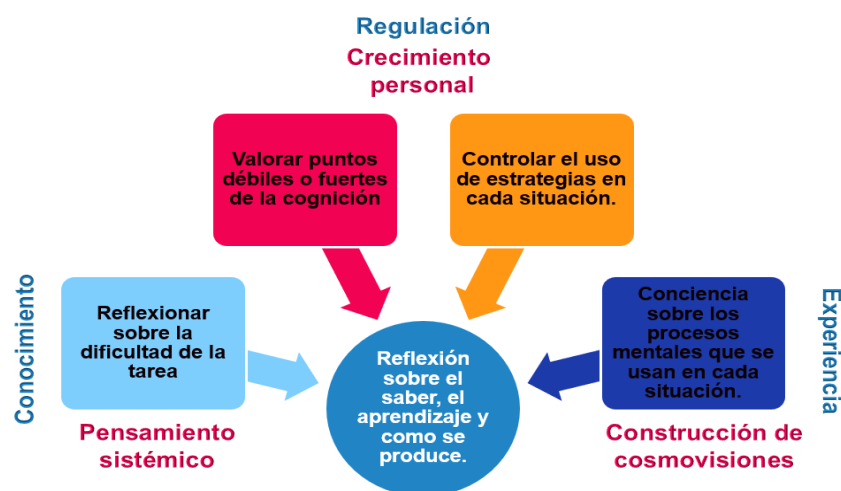 Regulación
Crecimiento
personal
Valorar puntos
débiles o fuertes
de la cognición
Controlar el uso
de estrategias en
cada situación.
Conocimiento
Reflexionar
sobre la
dificultad de la
tarea
Pensamiento
sistémico
Reflexión
sobre el
saber, el
aprendizaje y
como se
produce.
Conciencia
sobre los
procesos
mentales que se
usan en cada
situación.
Construcción de
cosmovisiones
Experiencia